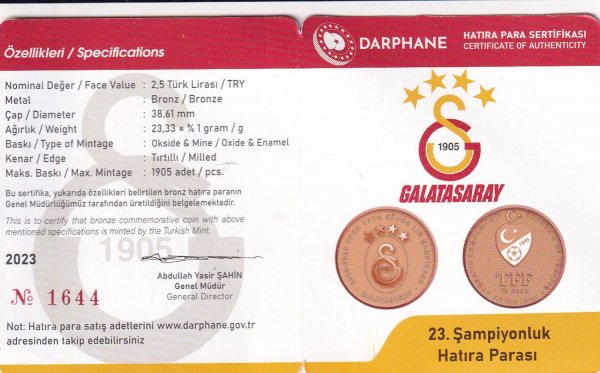 Özellikleri / Specifications
Nominal Değer / Face Value : 2,5 Türk Lirası / TRY
Metal : Bronz / Bronze
Çap / Diameter : 38,61 mm
Ağırlık / Weight : 23,33 ± % 1 gram / g
Baskı / Type of Mintage : Okside & Mine / Oxide & Enamel
Kenar / Edge : Tırtıllı / Milled
Maks. Baskı / Max. Mintage : 1905 adet / pcs.
Bu sertifika, yukarıda özellikleri belirtilen bronz hatıra paranın
Genel Müdürlüğümüz tarafından üretildiğini belgelemektedir.
This is to certify that bronze commemorative coin with above
mentioned specifications is minted by the Turkish Mint.
1905
2023
Abdullah Yasir ŞAHİN
Genel Müdür
General Director
№ 1644
Not: Hatıra para satış adetlerini www.darphane.gov.tr
adresinden takip edebilirsiniz
DARPHANE
HATIRA PARA SERTİFİKASI
CERTIFICATE OF AUTHENTICITY
1905
GALATASARAY
GALATASARAY
1923
TFF
23. Şampiyonluk
Hatıra Parası